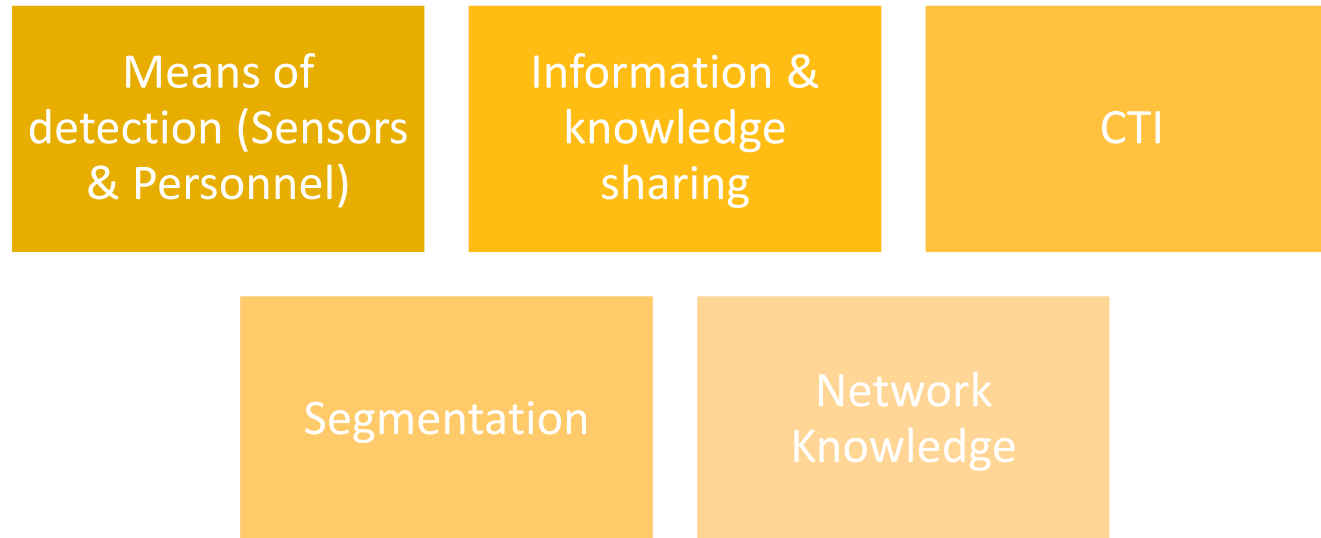 Means of
detection (Sensors
& Personnel)
Information &
knowledge
sharing
CTI
Segmentation
Network
Knowledge